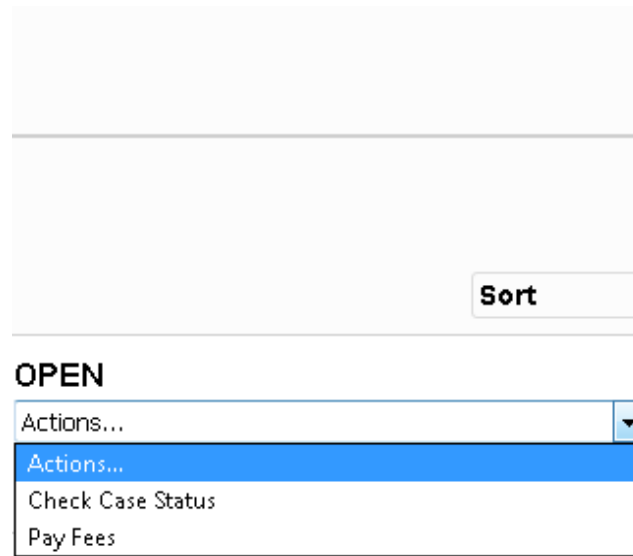 Sort
OPEN
Actions...
Actions...
Check Case Status
Pay Fees